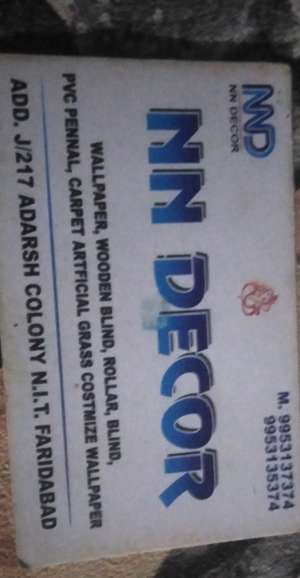 NND
NN DECOR
M. 9953137374
9953135374
NN DECOR
WALLPAPER, WOODEN BLIND, ROLLAR, BLIND,
PVC PENNAL, CARPET ARTFICIAL GRASS COSTMIZE WALLPAPER
ADD. J/217 ADARSH COLONY N.I.T. FARIDABAD